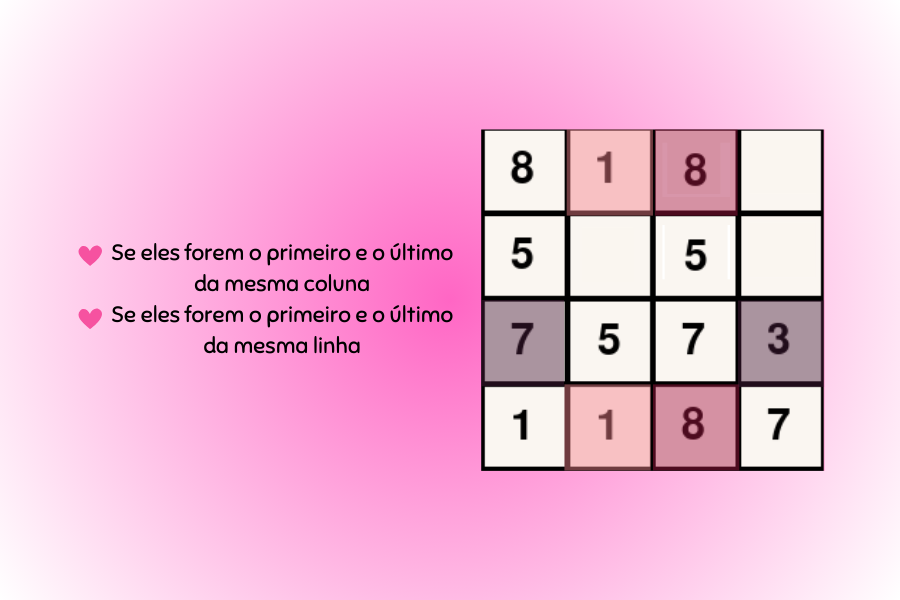 Se eles forem o primeiro e o último
da mesma coluna
Se eles forem o primeiro e o último
da mesma linha
8 1 8
5 5
7 5 7 3
1 1 8 7